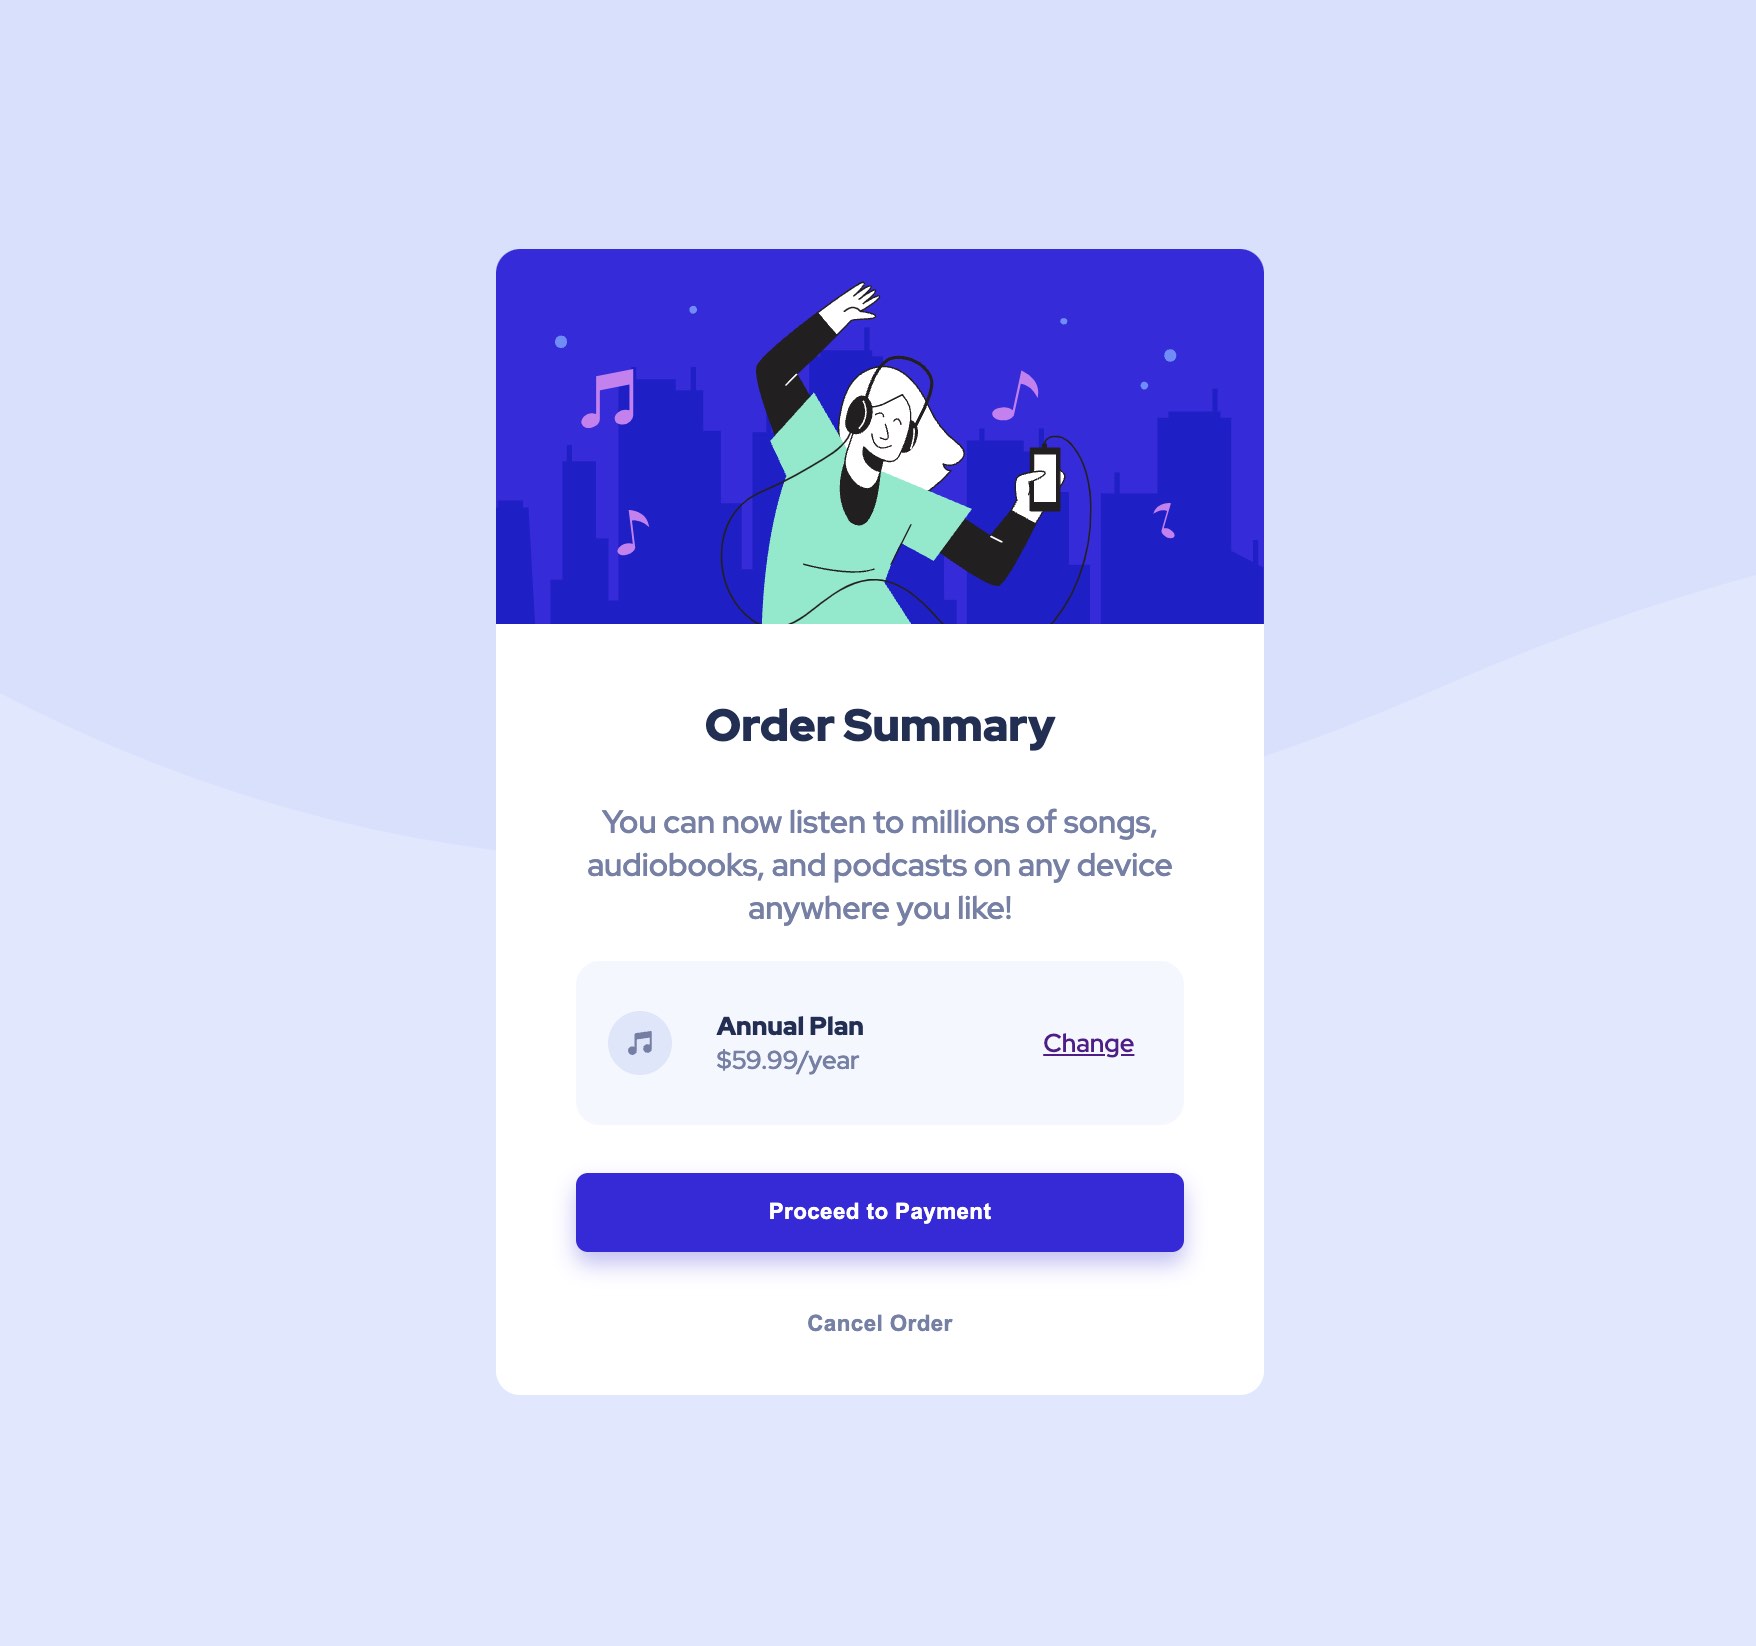 Order Summary
You can now listen to millions of songs,
audiobooks, and podcasts on any device
anywhere you like!
Annual Plan
$59.99/year
Change
Proceed to Payment
Cancel Order